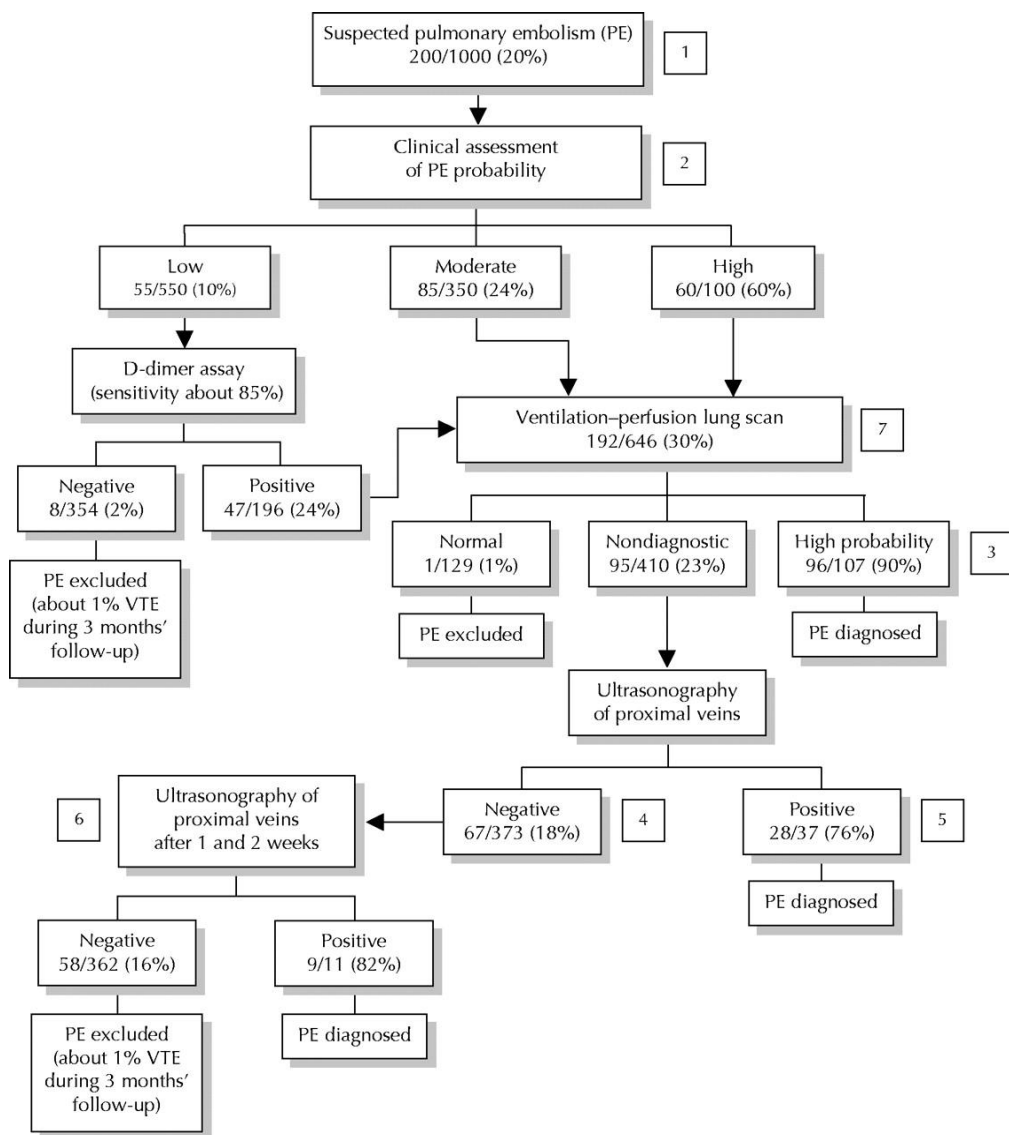 Suspected pulmonary embolism (PE)
200/1000 (20%)
1
Clinical assessment
of PE probability
2
Low
55/550 (10%)
Moderate
85/350 (24%)
High
60/100 (60%)
D-dimer assay
(sensitivity about 85%)
Ventilation–perfusion lung scan
192/646 (30%)
7
Negative
8/354 (2%)
Positive
47/196 (24%)
Normal
1/129 (1%)
Nondiagnostic
95/410 (23%)
High probability
96/107 (90%)
3
PE excluded
(about 1% VTE
during 3 months’
follow-up)
PE excluded
PE diagnosed
Ultrasonography
of proximal veins
6
Ultrasonography of
proximal veins
after 1 and 2 weeks
Negative
67/373 (18%)
4
Positive
28/37 (76%)
5
PE diagnosed
Negative
58/362 (16%)
Positive
9/11 (82%)
PE excluded
(about 1% VTE
during 3 months’
follow-up)
PE diagnosed